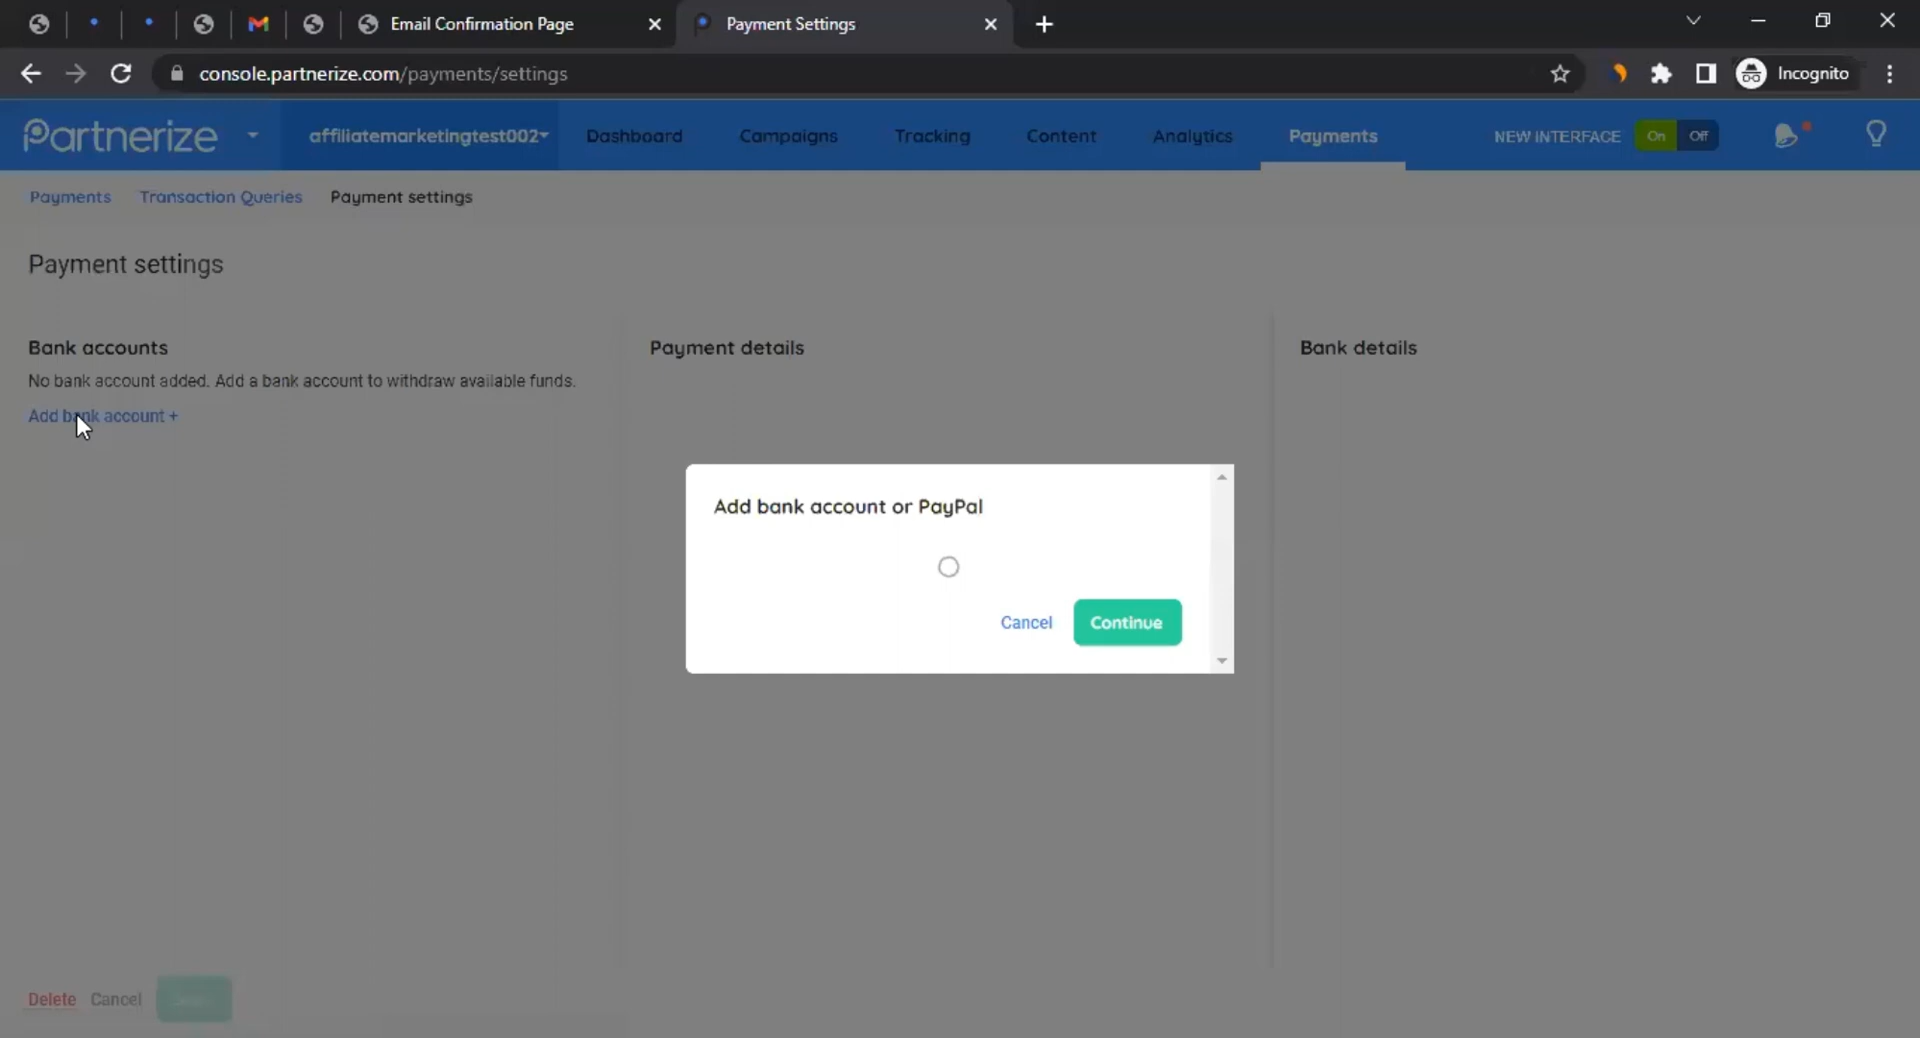 Email Confirmation Page
Payment Settings
console.partnerize.com/payments/settings
Incognito
Partnerize
affiliatemarketingtest002
Dashboard
Campaigns
Tracking
Content
Analytics
Payments
NEW INTERFACE
On
Off
Payments
Transaction Queries
Payment settings
Payment settings
Bank accounts
No bank account added. Add a bank account to withdraw available funds.
Add bank account +
Payment details
Bank details
Add bank account or PayPal
Cancel
Continue
Delete
Cancel